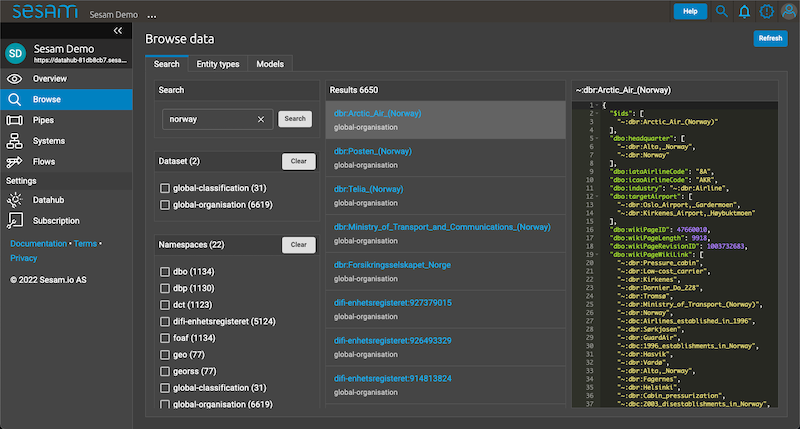 sesam Sesam Demo ...
Help
SD
Sesam Demo
https://datahub-81db8cb7.sesa...
Overview
Browse
Pipes
Systems
Flows
Settings
Datahub
Subscription
Documentation • Terms •
Privacy
© 2022 Sesam.io AS
Browse data
Refresh
Search Entity types Models
Search
norway
Search
Dataset (2)
Clear
global-classification (31)
global-organisation (6619)
Namespaces (22)
Clear
dbo (1134)
dbp (1130)
dct (1123)
difi-enhetsregisteret (5124)
foaf (1134)
geo (77)
georss (77)
global-classification (31)
global-organisation (6619)
Results 6650
dbr:Arctic_Air_(Norway)
global-organisation
dbr:Posten_(Norway)
global-organisation
dbr:Telia_(Norway)
global-organisation
dbr:Ministry_of_Transport_and_Communications_(Norway)
global-organisation
dbr:Forsikringsselskapet_Norge
global-organisation
difi-enhetsregisteret:927379015
global-organisation
difi-enhetsregisteret:926493329
global-organisation
difi-enhetsregisteret:914813824
global-organisation
~:dbr:Arctic_Air_(Norway)
1 {
2 "$ids": [
3 "~:dbr:Arctic_Air_(Norway)"
4 ],
5 "dbo:headquarter": [
6 "~:dbr:Alta,_Norway",
7 "~:dbr:Norway"
8 ],
9 "dbo:iataAirlineCode": "8A",
10 "dbo:icaoAirlineCode": "AKR",
11 "dbo:industry": "~:dbr:Airline",
12 "dbo:targetAirport": [
13 "~:dbr:Oslo_Airport,_Gardermoen",
14 "~:dbr:Kirkenes_Airport,_Høybuktmoen"
15 ],
16 "dbo:wikiPageID": 47660010,
17 "dbo:wikiPageLength": 9918,
18 "dbo:wikiPageRevisionID": 1003732683,
19 "dbo:wikiPageWikiLink": [
20 "~:dbr:Pressure_cabin",
21 "~:dbr:Low-cost_carrier",
22 "~:dbr:Kirkenes",
23 "~:dbr:Dornier_Do_228",
24 "~:dbr:Tromsø",
25 "~:dbr:Ministry_of_Transport_(Norway)",
26 "~:dbr:Norway",
27 "~:dbc:Airlines_established_in_1996",
28 "~:dbr:Sørkjosen",
29 "~:dbr:GuardAir",
30 "~:dbc:1996_establishments_in_Norway",
31 "~:dbr:Hasvik",
32 "~:dbr:Vardø",
33 "~:dbr:Alta,_Norway",
34 "~:dbr:Fagernes",
35 "~:dbr:Helsinki",
36 "~:dbr:Cabin_pressurization",
37 "~:dbc:2003_disestablishments_in_Norway",